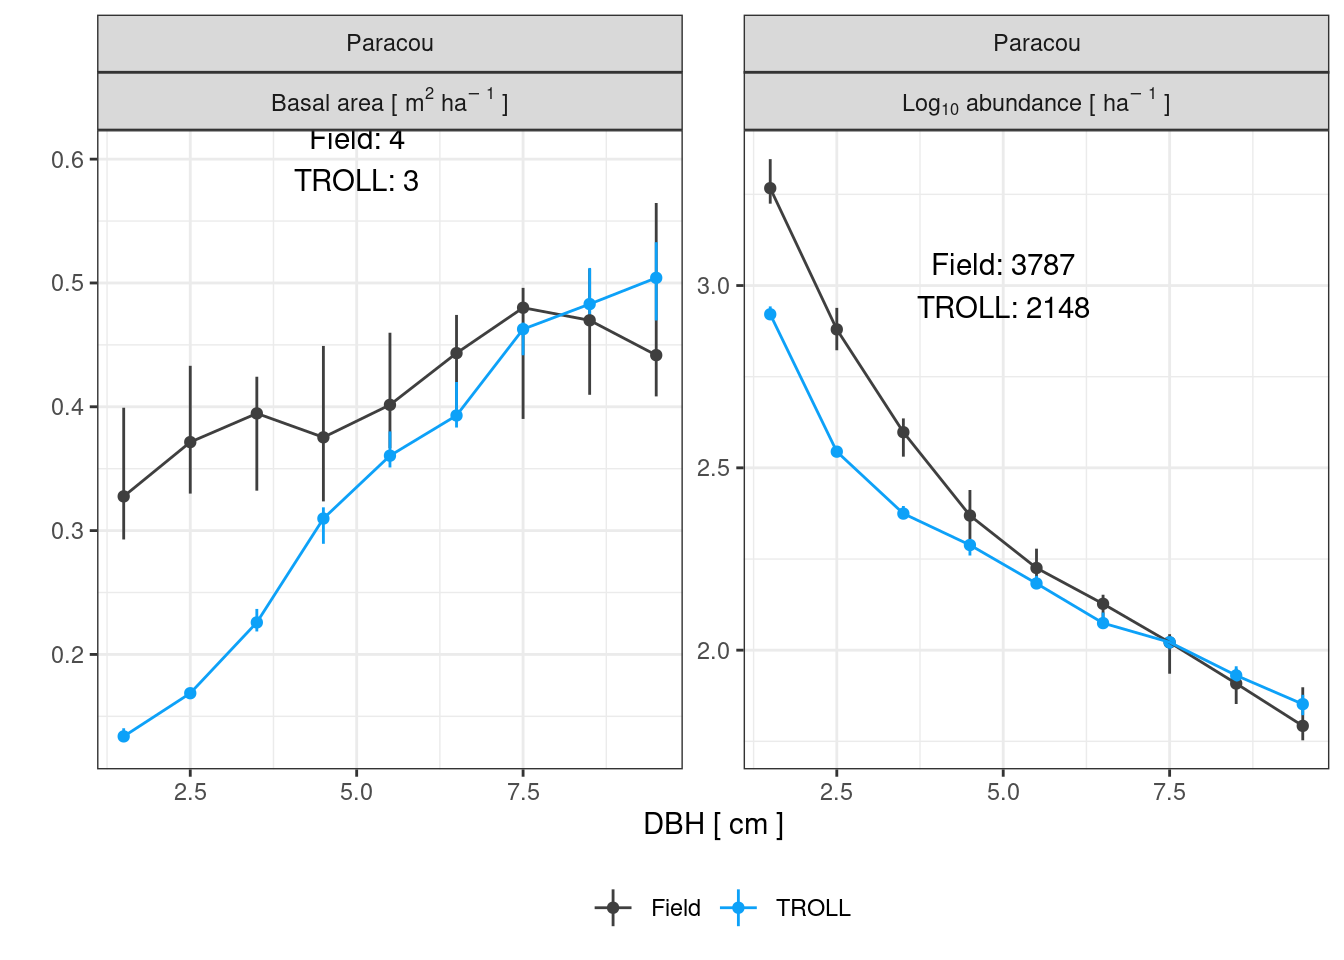 Paracou
Basal area [ m² ha⁻¹ ]
Field: 4
TROLL: 3
0.6
0.5
0.4
0.3
0.2
2.5 5.0 7.5
Paracou
Log₁₀ abundance [ ha⁻¹ ]
Field: 3787
TROLL: 2148
3.0
2.5
2.0
2.5 5.0 7.5
DBH [ cm ]
Field TROLL